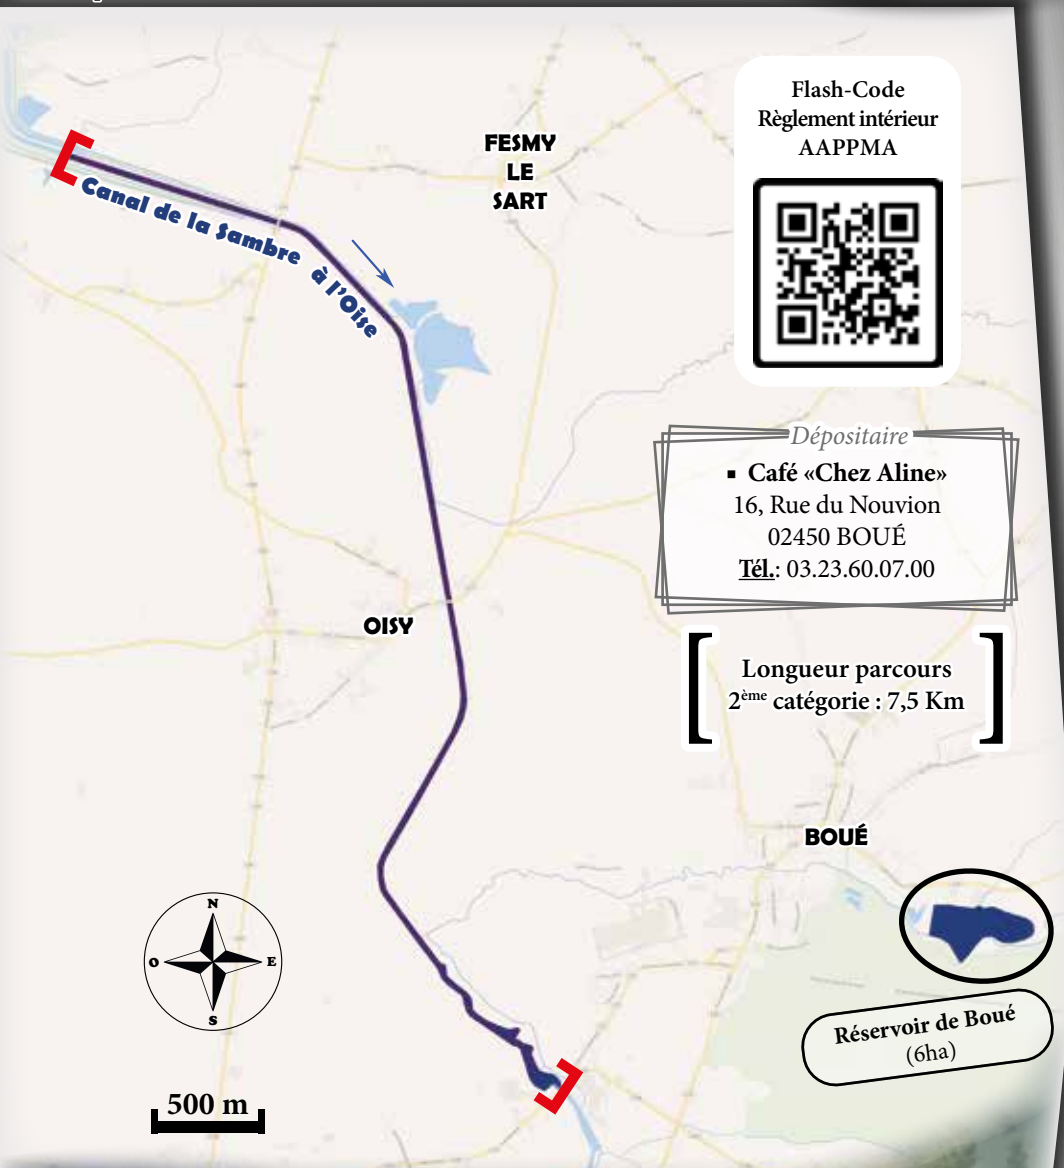 Flash-Code
Règlement intérieur
AAPPMA
FESMY
LE
SART
Canal de la Sambre à l'Oise
Dépositaire
▪ Café «Chez Aline»
16, Rue du Nouvion
02450 BOUÉ
Tél.: 03.23.60.07.00
OISY
Longueur parcours
2ème catégorie : 7,5 Km
BOUÉ
N
O
E
S
Réservoir de Boué
(6ha)
500 m